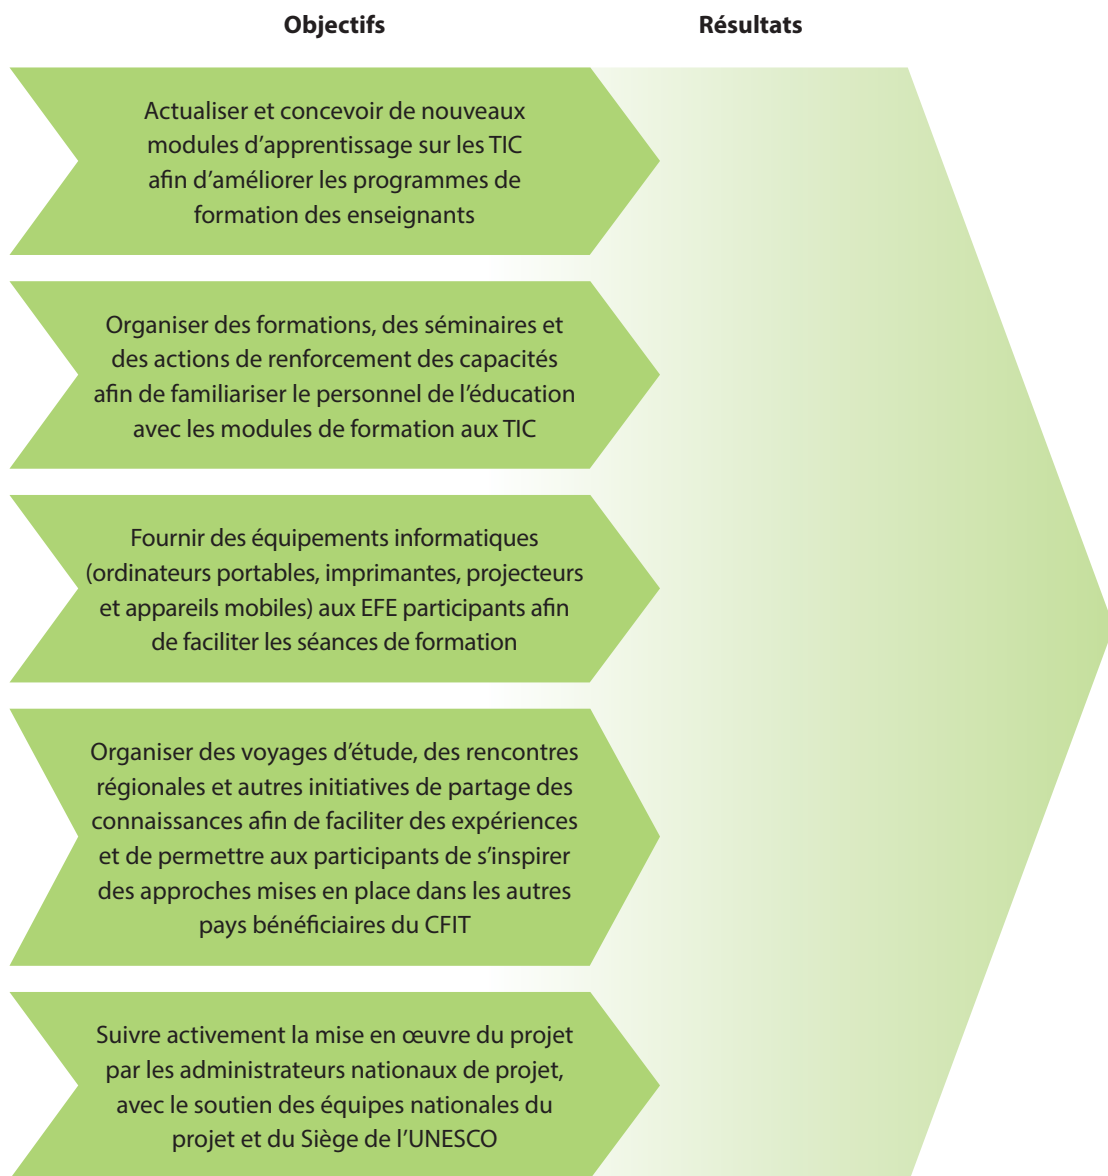 Objectifs
Résultats
Actualiser et concevoir de nouveaux
modules d’apprentissage sur les TIC
afin d’améliorer les programmes de
formation des enseignants
Organiser des formations, des séminaires et
des actions de renforcement des capacités
afin de familiariser le personnel de l’éducation
avec les modules de formation aux TIC
Fournir des équipements informatiques
(ordinateurs portables, imprimantes, projecteurs
et appareils mobiles) aux EFE participants afin
de faciliter les séances de formation
Organiser des voyages d’étude, des rencontres
régionales et autres initiatives de partage des
connaissances afin de faciliter des expériences
et de permettre aux participants de s’inspirer
des approches mises en place dans les autres
pays bénéficiaires du CFIT
Suivre activement la mise en œuvre du projet
par les administrateurs nationaux de projet,
avec le soutien des équipes nationales du
projet et du Siège de l’UNESCO